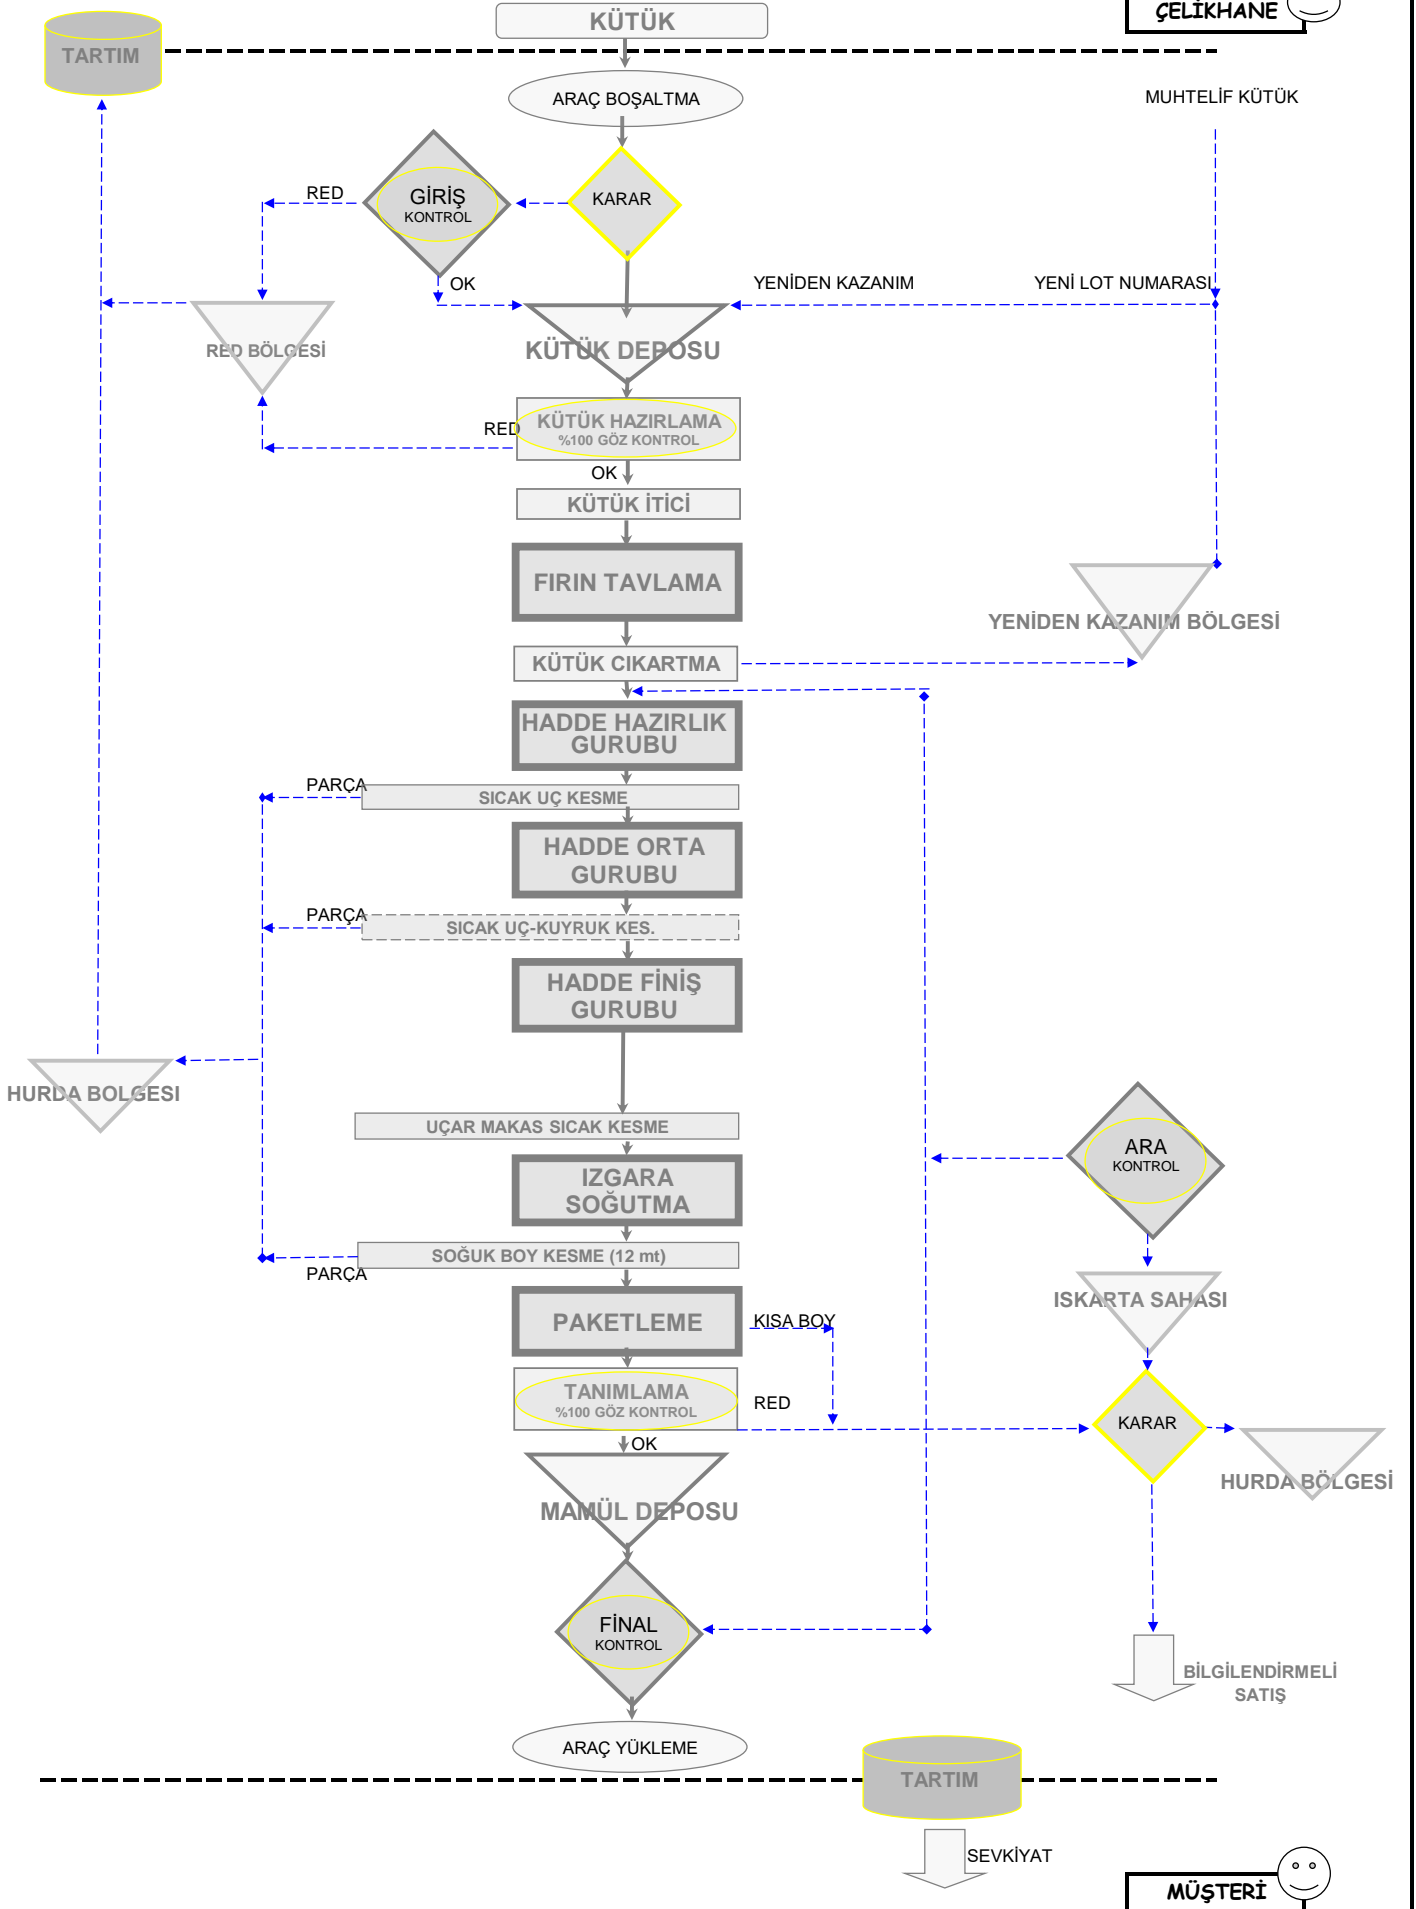 ÇELİKHANE
KÜTÜK
TARTIM
ARAÇ BOŞALTMA
MUHTELİF KÜTÜK
RED
GİRİŞ
KONTROL
KARAR
OK
YENİDEN KAZANIM
YENİ LOT NUMARASI
RED BÖLGESİ
KÜTÜK DEPOSU
RED
KÜTÜK HAZIRLAMA
%100 GÖZ KONTROL
OK
KÜTÜK İTİCİ
FIRIN TAVLAMA
YENİDEN KAZANIM BÖLGESİ
KÜTÜK CIKARTMA
HADDE HAZIRLIK
GURUBU
PARÇA
SICAK UÇ KESME
HADDE ORTA
GURUBU
PARÇA
SICAK UÇ-KUYRUK KES.
HADDE FİNİŞ
GURUBU
HURDA BOLGESI
UÇAR MAKAS SICAK KESME
ARA
KONTROL
IZGARA
SOĞUTMA
SOĞUK BOY KESME (12 mt)
PARÇA
ISKARTA SAHASI
PAKETLEME
KISA BOY
TANIMLAMA
%100 GÖZ KONTROL
RED
KARAR
OK
HURDA BÖLGESİ
MAMÜL DEPOSU
FİNAL
KONTROL
BİLGİLENDİRMELİ
SATIŞ
ARAÇ YÜKLEME
TARTIM
SEVKİYAT
MÜŞTERİ